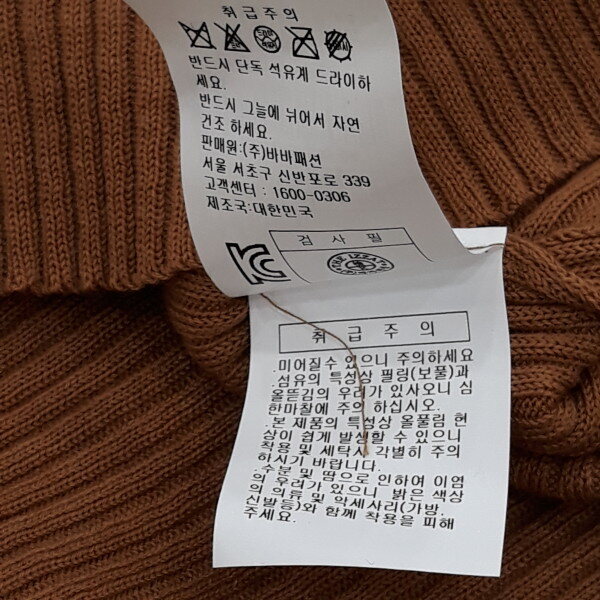 취급주의
반드시 단독 석유계 드라이하
세요.
반드시 그늘에 뉘어서 자연
건조 하세요.
판매원:(주)바바패션
서울 서초구 신반포로 339
고객센터 : 1600-0306
제조국:대한민국
검사필
THE IZZAT
취급주의
.미어질수 있으니 주의하세요
.섬유의 특성상 필링(보풀)과
올뜯김의 우려가 있사오니 심
한마찰에 주의 하십시오.
.본 제품의 특성상 올풀림 현
상이 쉽게 발생할 수 있으니
착용 및 세탁시 각별히 주의
하시기 바랍니다.
.수분 및 땀으로 인하여 이염
의 우려가 있으니 밝은 색상
의 의류 및 악세사리(가방,
신발등)와 함께 착용을 피해
주세요.